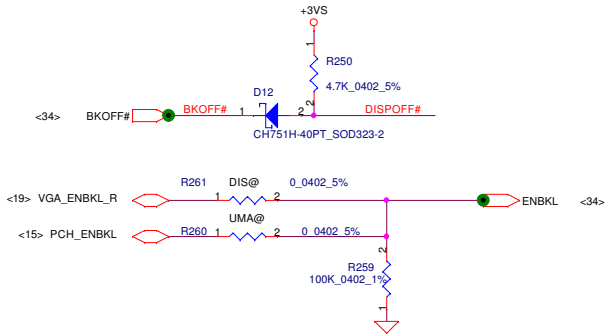 +3VS
1
R250
4.7K_0402_5%
2
D12
<34> BKOFF# BKOFF# 1 2 DISPOFF#
CH751H-40PT_SOD323-2
<19> VGA_ENBKL_R R261 1 DIS@ 2 0_0402_5% ENBKL <34>
<15> PCH_ENBKL R260 1 UMA@ 2 0_0402_5%
2
R259
100K_0402_1%
1